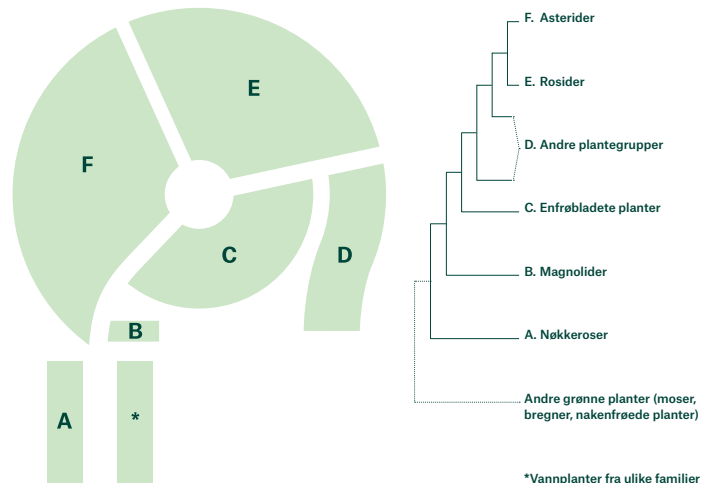 E
F
C
D
B
A
*
F. Asterider
E. Rosider
D. Andre plantegrupper
C. Enfrøbladete planter
B. Magnolider
A. Nøkkeroser
Andre grønne planter (moser,
bregner, nakenfrøede planter)
*Vannplanter fra ulike familier